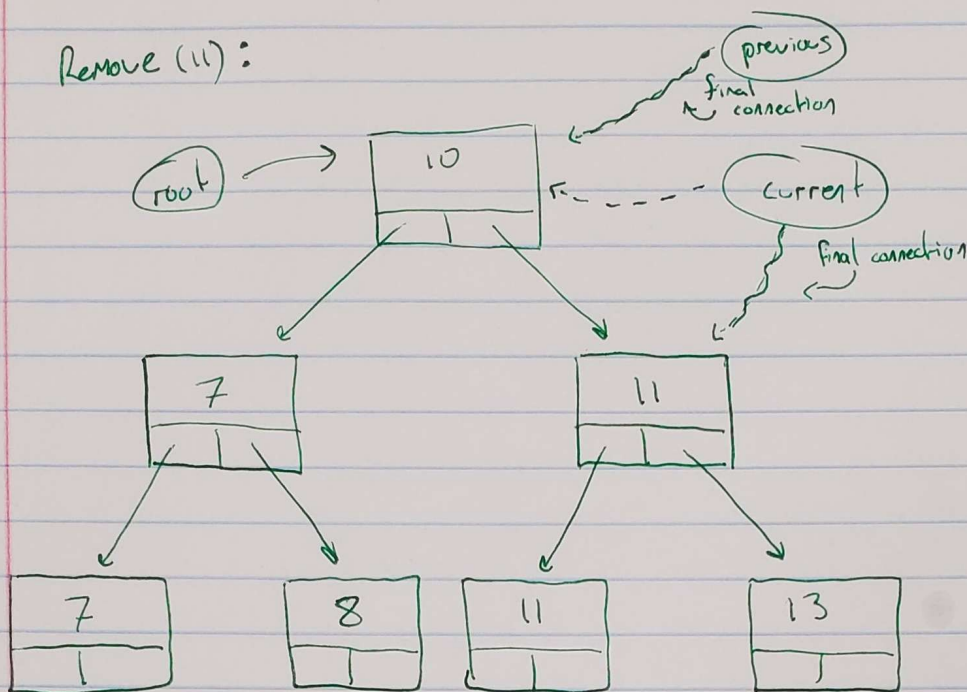 Remove (11):
previous
final
connection
root
10
current
final connection
7
11
7
8
11
13